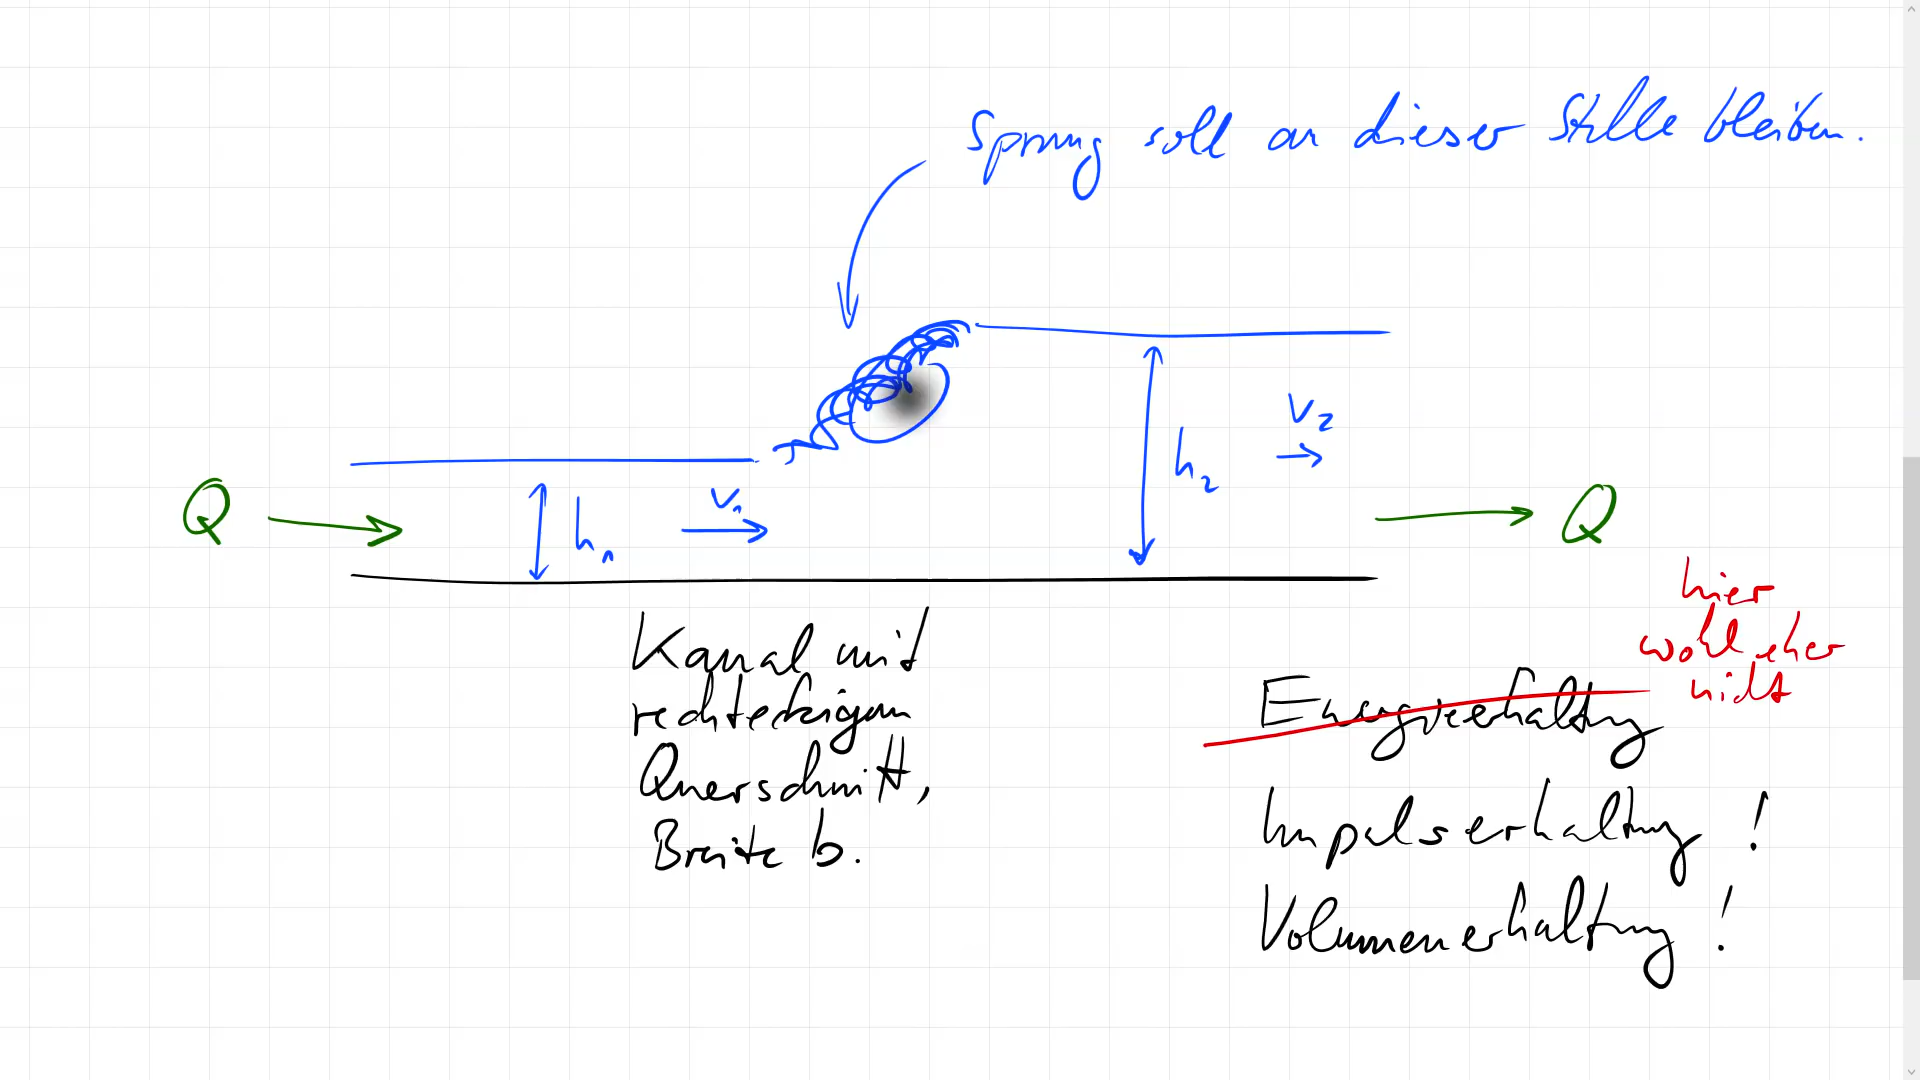 Sprung soll an dieser Stelle bleiben.
h₁
v₁
h₂
v₂
Q
Q
Kanal mit
rechteckigem
Querschnitt,
Breite b.
hier
wohl eher
nicht
Energieerhaltung
Impulserhaltung !
Volumenerhaltung !